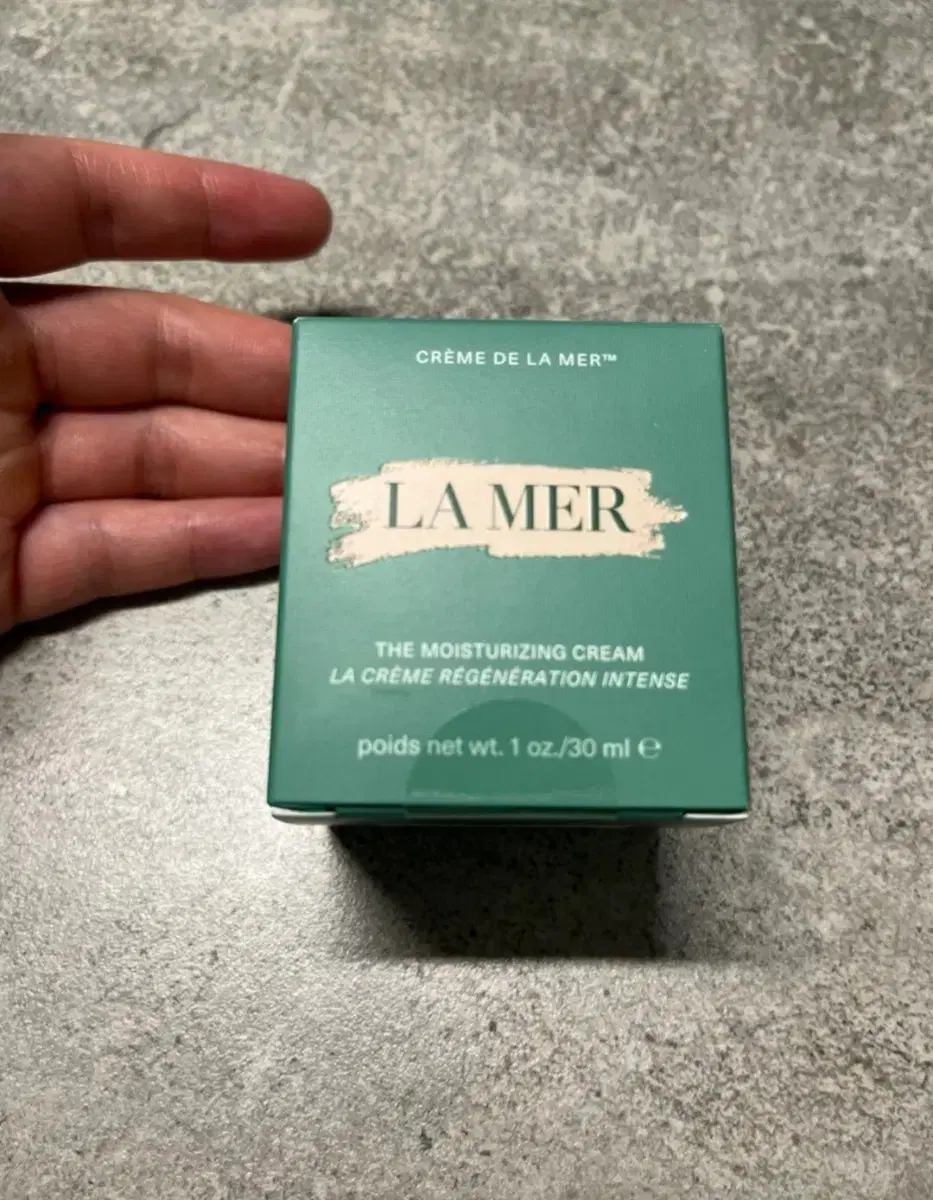 CRÈME DE LA MER™
LA MER
THE MOISTURIZING CREAM
LA CRÈME RÉGÉNÉRATION INTENSE
poids net wt. 1 oz./30 ml ℮